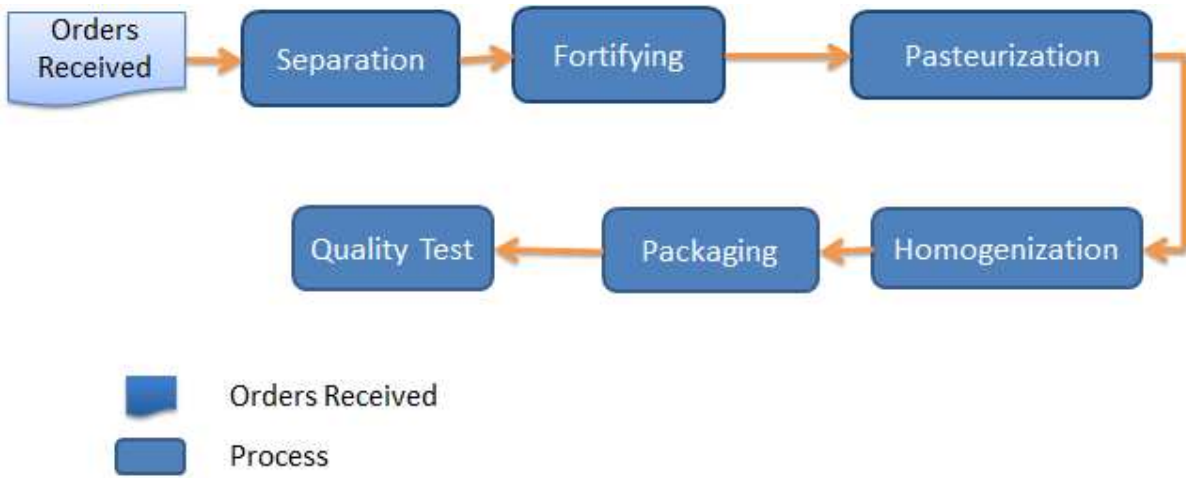 Orders
Received
Separation
Fortifying
Pasteurization
Quality Test
Packaging
Homogenization
Orders Received
Process